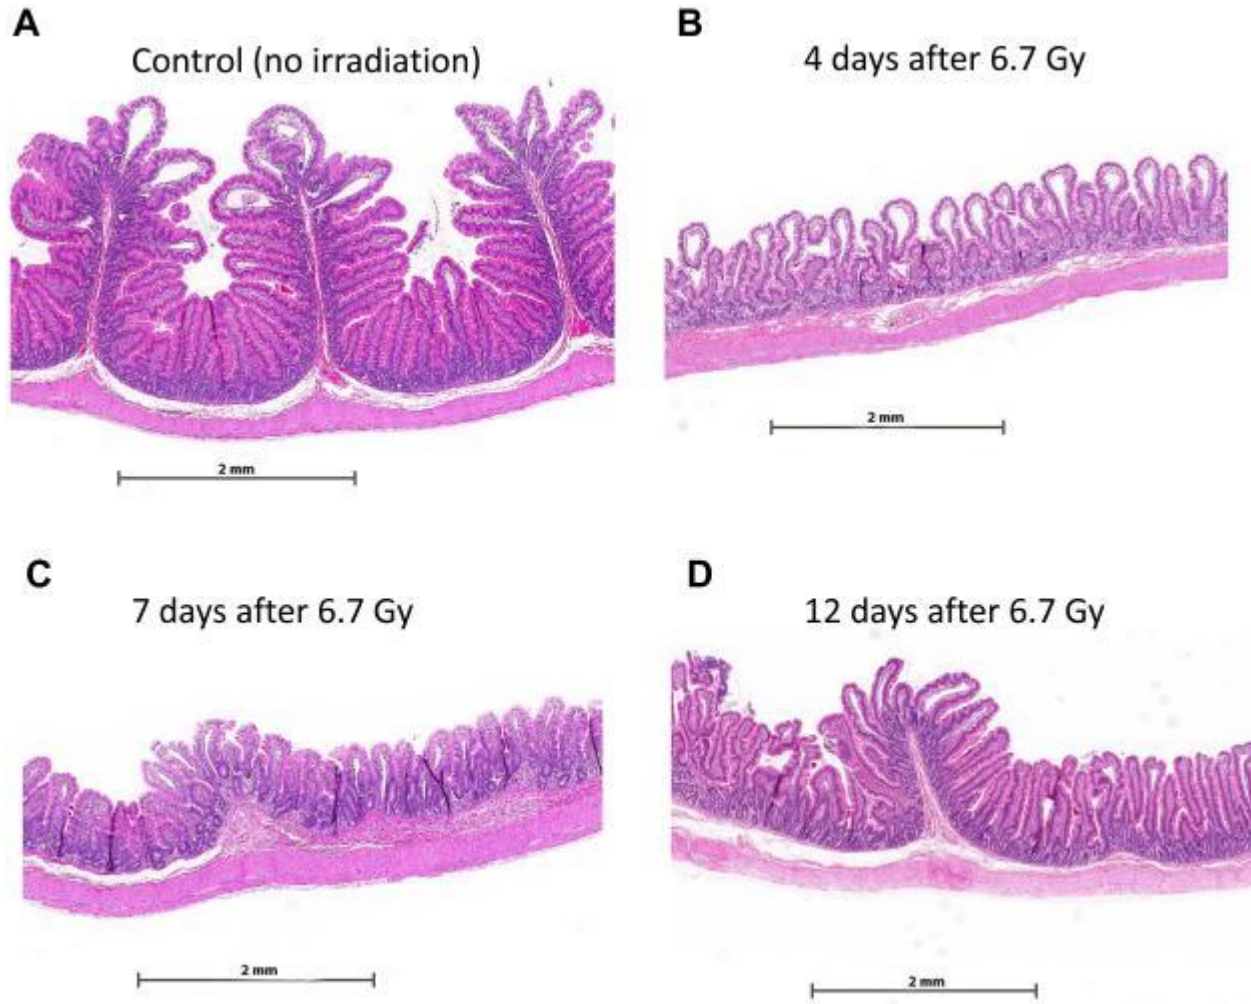 A
Control (no irradiation)
2 mm
B
4 days after 6.7 Gy
2 mm
C
7 days after 6.7 Gy
2 mm
D
12 days after 6.7 Gy
2 mm